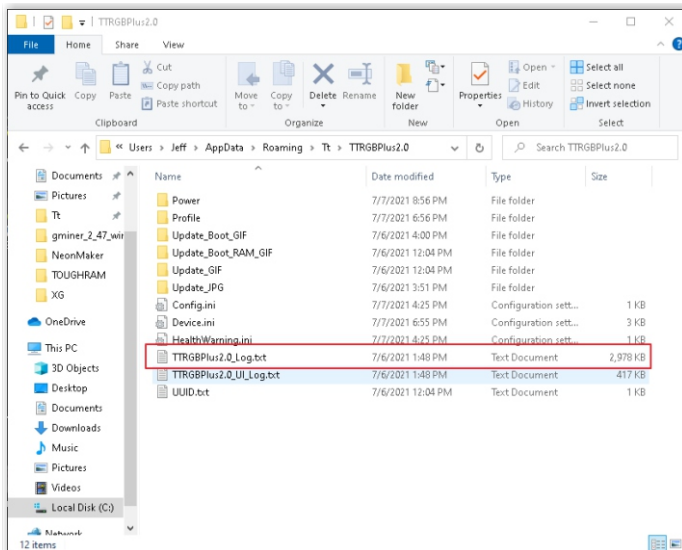 TTRGBPlus2.0
File Home Share View
Pin to Quick access
Copy
Paste
Cut
Copy path
Paste shortcut
Clipboard
Move to
Copy to
Delete
Rename
Organize
New folder
New
Properties
Open
Edit
History
Open
Select all
Select none
Invert selection
Select
« Users › Jeff › AppData › Roaming › Tt › TTRGBPlus2.0
Search TTRGBPlus2.0
Documents
Pictures
Tt
gminer_2_47_win
NeonMaker
TOUGHRAM
XG
OneDrive
This PC
3D Objects
Desktop
Documents
Downloads
Music
Pictures
Videos
Local Disk (C:)
Network
Name Date modified Type Size
Power 7/7/2021 8:56 PM File folder
Profile 7/7/2021 6:56 PM File folder
Update_Boot_GIF 7/6/2021 4:00 PM File folder
Update_Boot_RAM_GIF 7/6/2021 12:04 PM File folder
Update_GIF 7/6/2021 12:04 PM File folder
Update_JPG 7/6/2021 3:51 PM File folder
Config.ini 7/7/2021 4:25 PM Configuration sett... 1 KB
Device.ini 7/7/2021 6:55 PM Configuration sett... 3 KB
HealthWarning.ini 7/7/2021 4:25 PM Configuration sett... 1 KB
TTRGBPlus2.0_Log.txt 7/6/2021 1:48 PM Text Document 2,978 KB
TTRGBPlus2.0_UI_Log.txt 7/6/2021 1:48 PM Text Document 417 KB
UUID.txt 7/6/2021 12:04 PM Text Document 1 KB
12 items